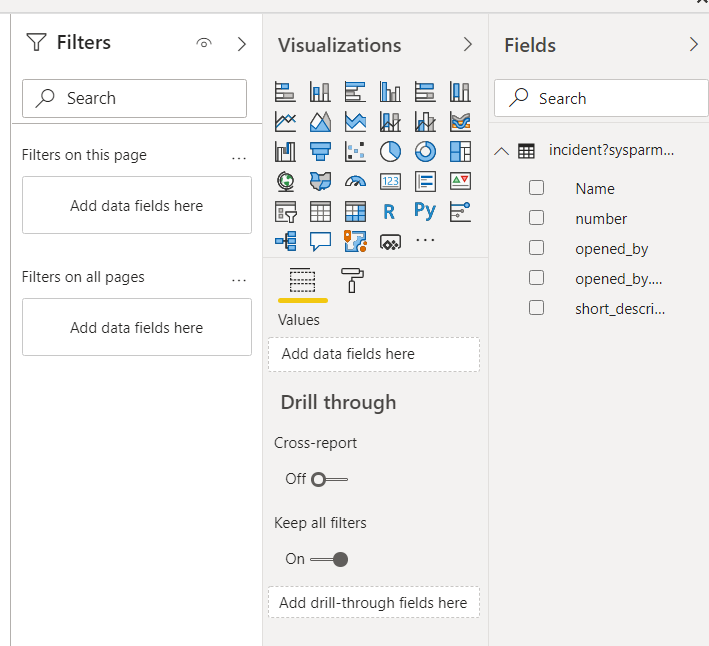 Filters
Search
Filters on this page
...
Add data fields here
Filters on all pages
...
Add data fields here
Visualizations
123
R
Py
...
Values
Add data fields here
Drill through
Cross-report
Off
Keep all filters
On
Add drill-through fields here
Fields
Search
incident?sysparm...
Name
number
opened_by
opened_by....
short_descri...